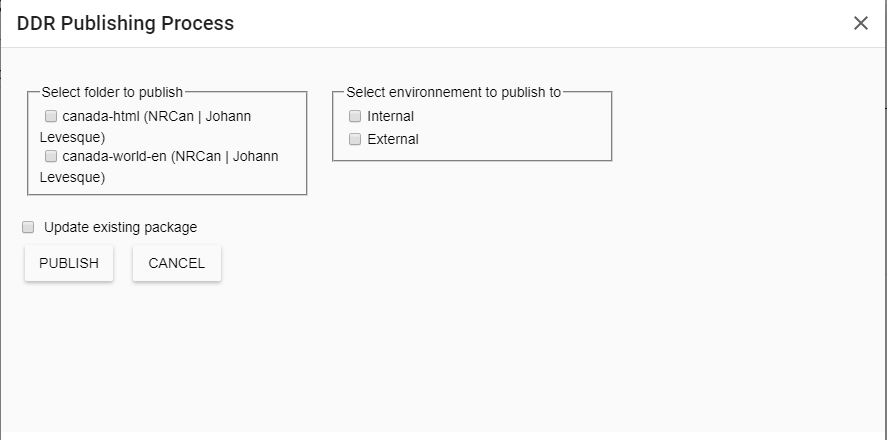 DDR Publishing Process
Select folder to publish
canada-html (NRCan | Johann
Levesque)
canada-world-en (NRCan | Johann
Levesque)
Select environnement to publish to
Internal
External
Update existing package
PUBLISH
CANCEL